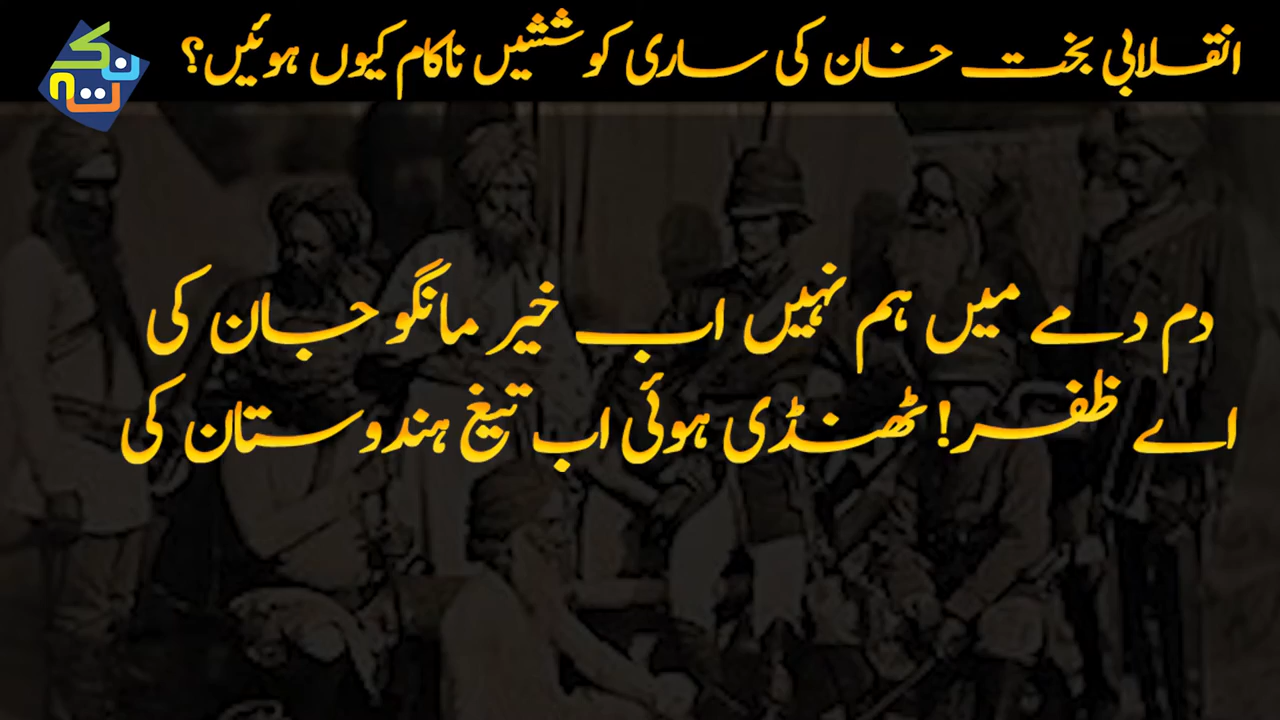 انقلابی بخت خان کی ساری کوششیں ناکام کیوں ہوئیں؟
دم دمے میں ہم نہیں اب خیر مانگو جان کی
اے ظفر! ٹھنڈی ہوئی اب تیغ ہندوستان کی